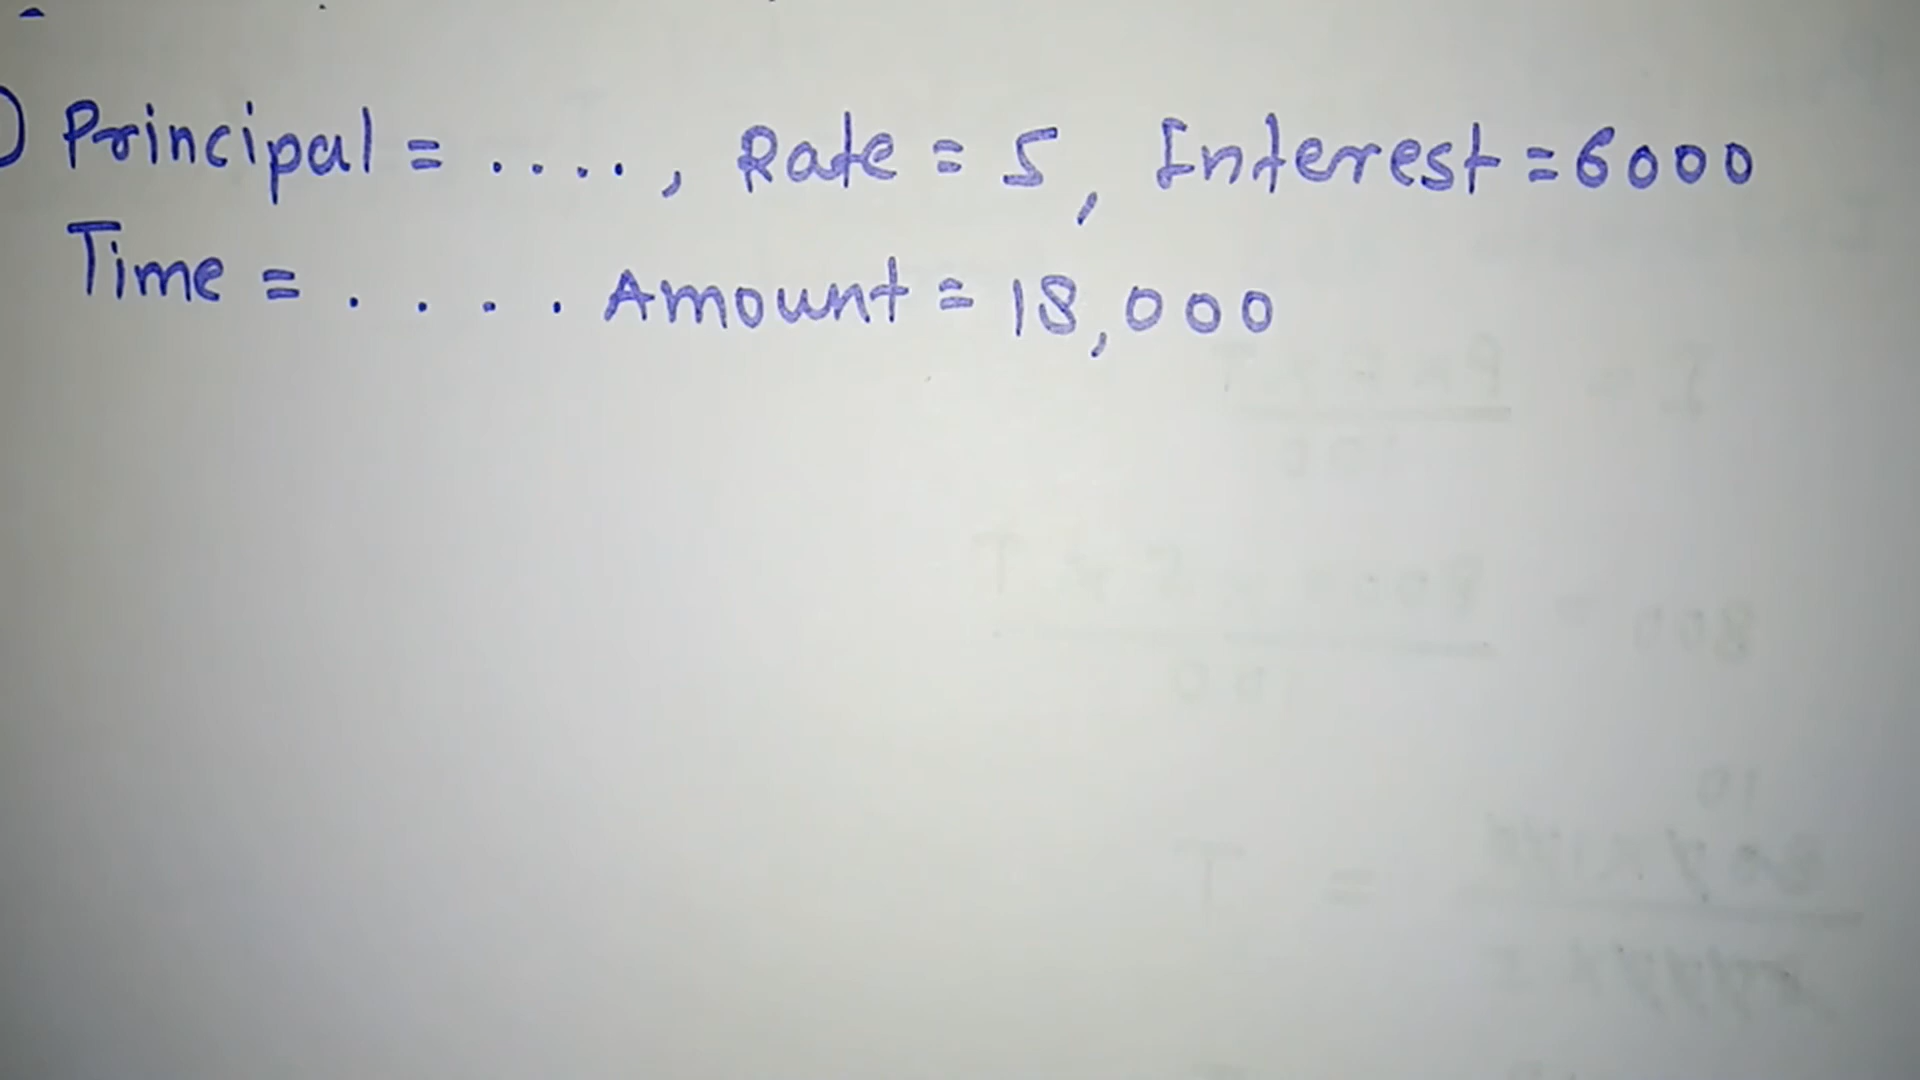 ) Principal = ...., Rate = 5, Interest = 6000
Time = .... Amount = 18,000